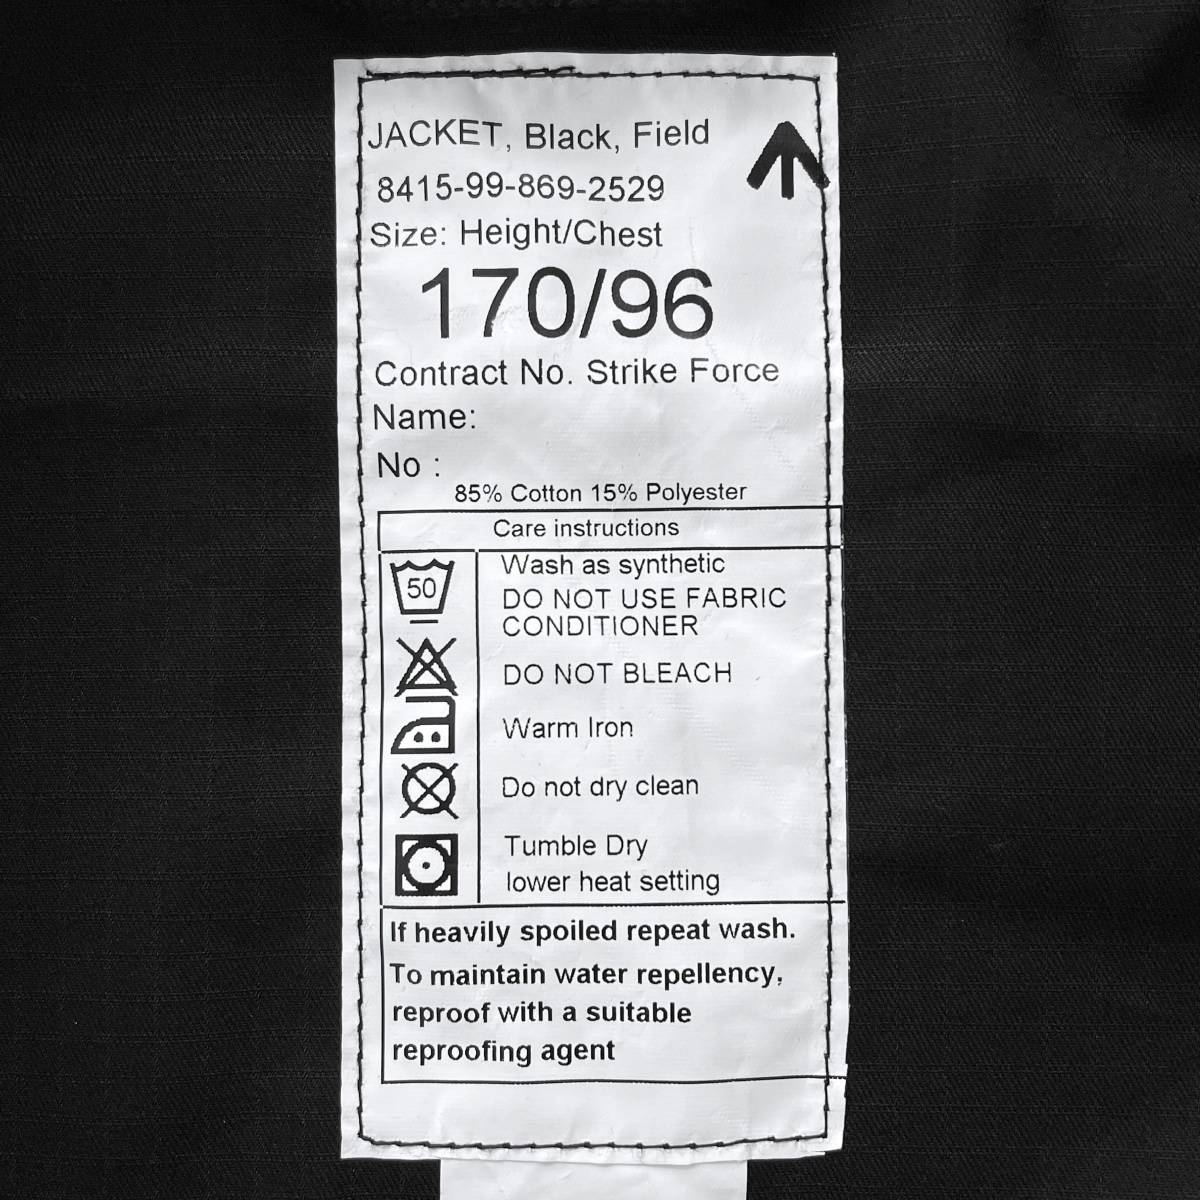 JACKET, Black, Field
8415-99-869-2529
Size: Height/Chest
170/96
Contract No. Strike Force
Name:
No :
85% Cotton 15% Polyester
Care instructions
50
Wash as synthetic
DO NOT USE FABRIC
CONDITIONER
DO NOT BLEACH
Warm Iron
Do not dry clean
Tumble Dry
lower heat setting
If heavily spoiled repeat wash.
To maintain water repellency,
reproof with a suitable
reproofing agent